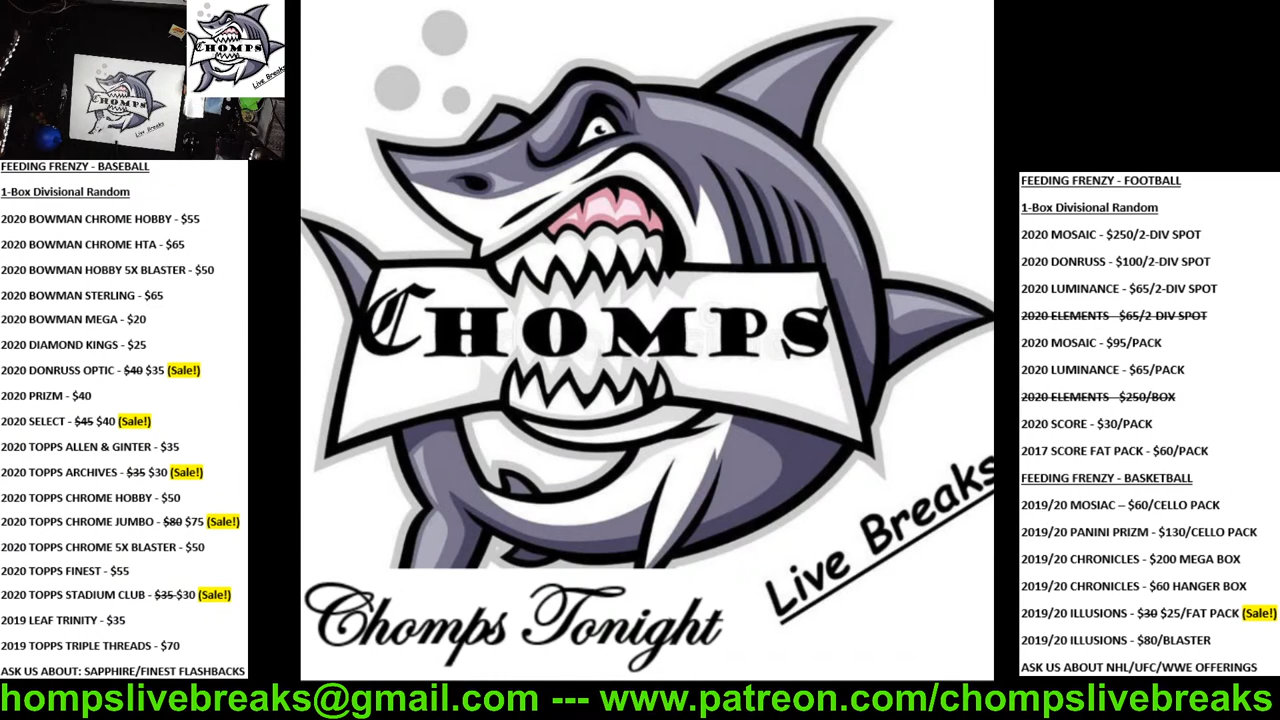 CHOMPS
Live Breaks
CHOMPS
Live Breaks
FEEDING FRENZY - BASEBALL
1-Box Divisional Random
2020 BOWMAN CHROME HOBBY - $55
2020 BOWMAN CHROME HTA - $65
2020 BOWMAN HOBBY 5X BLASTER - $50
2020 BOWMAN STERLING - $65
2020 BOWMAN MEGA - $20
2020 DIAMOND KINGS - $25
2020 DONRUSS OPTIC - $40 $35 (Sale!)
2020 PRIZM - $40
2020 SELECT - $45 $40 (Sale!)
2020 TOPPS ALLEN & GINTER - $35
2020 TOPPS ARCHIVES - $35 $30 (Sale!)
2020 TOPPS CHROME HOBBY - $50
2020 TOPPS CHROME JUMBO - $80 $75 (Sale!)
2020 TOPPS CHROME 5X BLASTER - $50
2020 TOPPS FINEST - $55
2020 TOPPS STADIUM CLUB - $35 $30 (Sale!)
2019 LEAF TRINITY - $35
2019 TOPPS TRIPLE THREADS - $70
ASK US ABOUT: SAPPHIRE/FINEST FLASHBACKS
CHOMPS
Live Breaks
Chomps Tonight
FEEDING FRENZY - FOOTBALL
1-Box Divisional Random
2020 MOSAIC - $250/2-DIV SPOT
2020 DONRUSS - $100/2-DIV SPOT
2020 LUMINANCE - $65/2-DIV SPOT
2020 ELEMENTS - $65/2-DIV SPOT
2020 MOSAIC - $95/PACK
2020 LUMINANCE - $65/PACK
2020 ELEMENTS - $250/BOX
2020 SCORE - $30/PACK
2017 SCORE FAT PACK - $60/PACK
FEEDING FRENZY - BASKETBALL
2019/20 MOSIAC – $60/CELLO PACK
2019/20 PANINI PRIZM - $130/CELLO PACK
2019/20 CHRONICLES - $200 MEGA BOX
2019/20 CHRONICLES - $60 HANGER BOX
2019/20 ILLUSIONS - $30 $25/FAT PACK (Sale!)
2019/20 ILLUSIONS - $80/BLASTER
ASK US ABOUT NHL/UFC/WWE OFFERINGS
hompslivebreaks@gmail.com --- www.patreon.com/chompslivebreaks